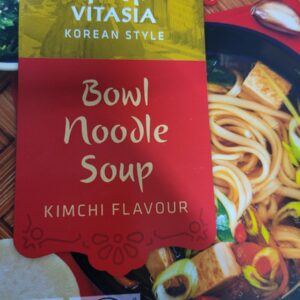 VITASIA
KOREAN STYLE
Bowl
Noodle
Soup
KIMCHI FLAVOUR